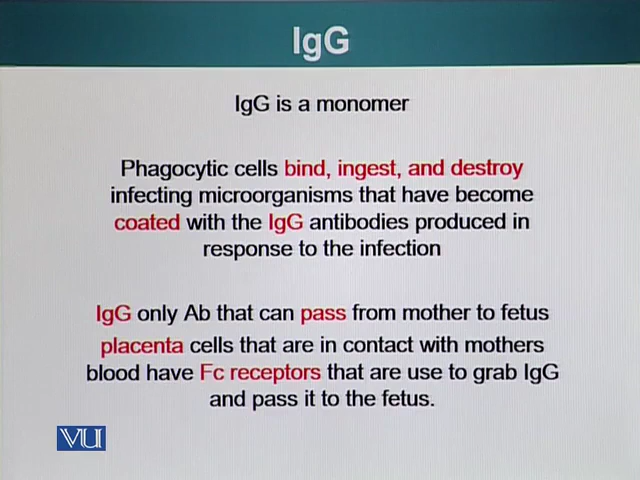 IgG
IgG is a monomer
Phagocytic cells bind, ingest, and destroy
infecting microorganisms that have become
coated with the IgG antibodies produced in
response to the infection
IgG only Ab that can pass from mother to fetus
placenta cells that are in contact with mothers
blood have Fc receptors that are use to grab IgG
and pass it to the fetus.
VU